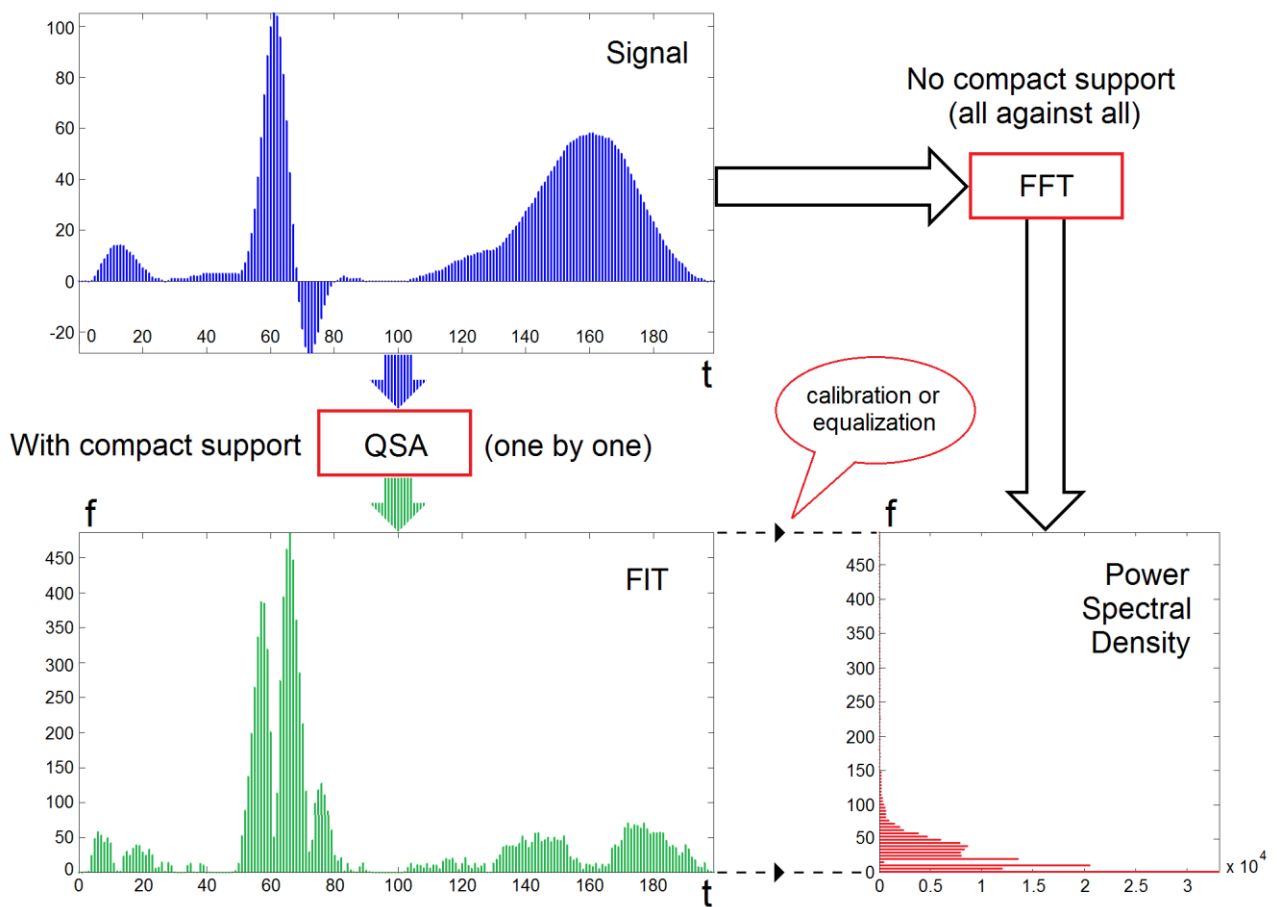 Signal
100
80
60
40
20
0
-20
0 20 40 60 80 100 120 140 160 180
t
No compact support
(all against all)
FFT
With compact support
QSA
(one by one)
calibration or
equalization
f
FIT
450
400
350
300
250
200
150
100
50
0
0 20 40 60 80 100 120 140 160 180
t
f
Power
Spectral
Density
450
400
350
300
250
200
150
100
50
0
0 0.5 1 1.5 2 2.5 3
x 10⁴